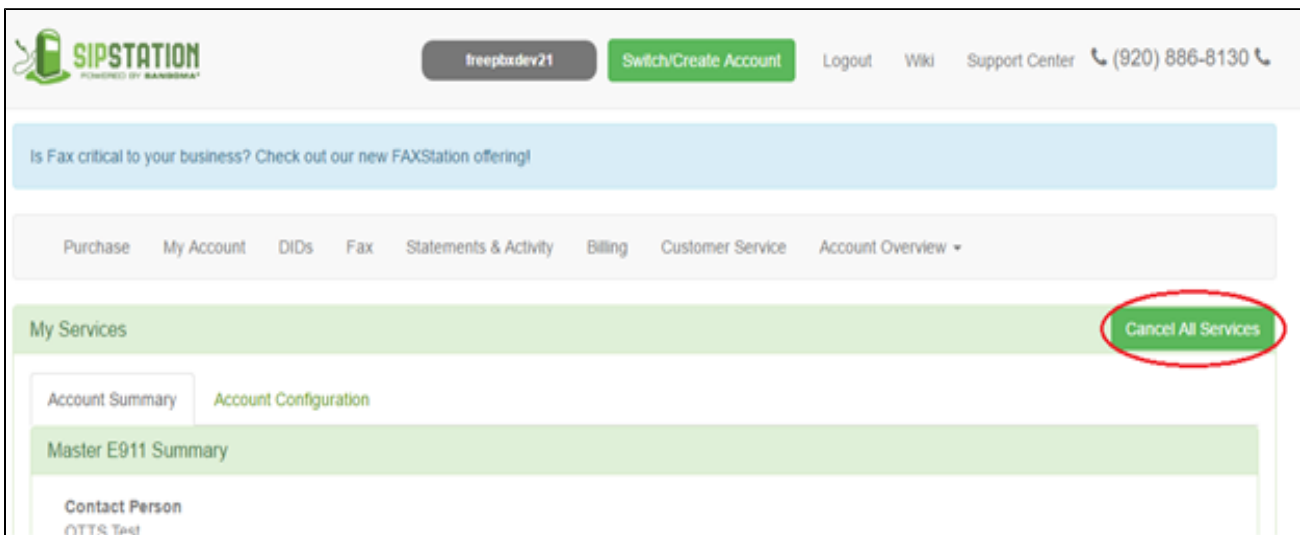 SIPSTATION
POWERED BY SANGOMA
freepbxdev21
Switch/Create Account
Logout
Wiki
Support Center
(920) 886-8130
Is Fax critical to your business? Check out our new FAXStation offering!
Purchase My Account DIDs Fax Statements & Activity Billing Customer Service Account Overview
My Services
Cancel All Services
Account Summary Account Configuration
Master E911 Summary
Contact Person
OTTS Test